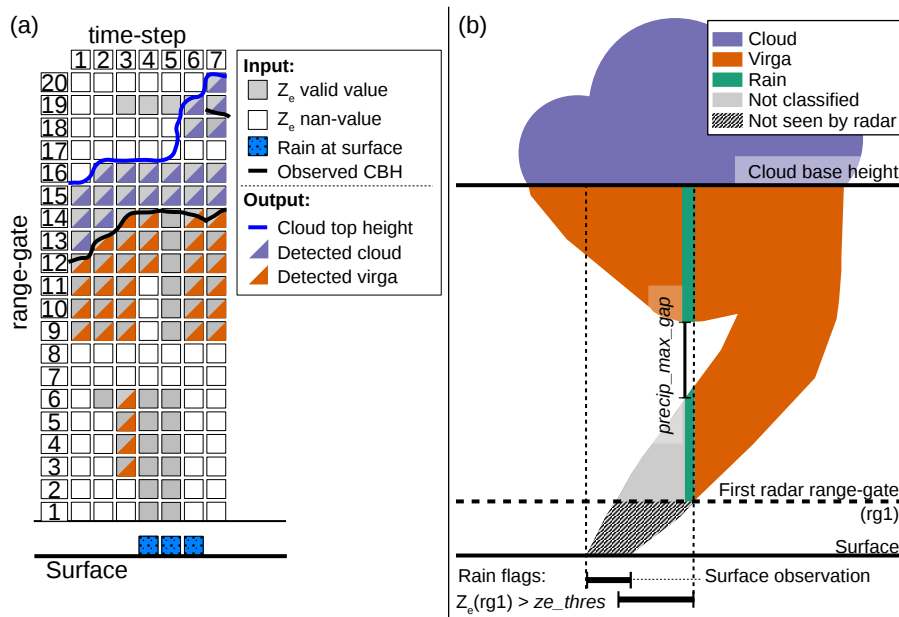 (a)
time-step
1 2 3 4 5 6 7
range-gate
20
19
18
17
16
15
14
13
12
11
10
9
8
7
6
5
4
3
2
1
Surface
Input:
Ze valid value
Ze nan-value
Rain at surface
Observed CBH
Output:
Cloud top height
Detected cloud
Detected virga
(b)
Cloud
Virga
Rain
Not classified
Not seen by radar
Cloud base height
precip_max_gap
First radar range-gate
(rg1)
Surface
Rain flags:
Surface observation
Ze(rg1) > ze_thres